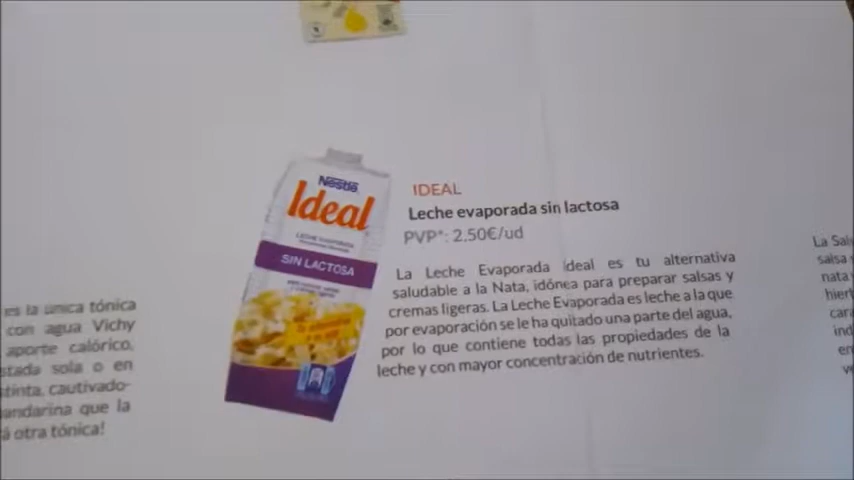 es la unica tónica
con agua Vichy
aporte calórico.
sola o en
tinta, cautivado-
mandarina que la
otra tónica!
Nestlé
Ideal
LECHE EVAPORADA
SIN LACTOSA
IDEAL
Leche evaporada sin lactosa
PVP*: 2.50€/ud
La Leche Evaporada ideal es tu alternativa
saludable a la Nata, idónea para preparar salsas y
cremas ligeras. La Leche Evaporada es leche a la que
por evaporación se le ha quitado una parte del agua,
por lo que contiene todas las propiedades de la
leche y con mayor concentración de nutrientes.
La
salsa
nata